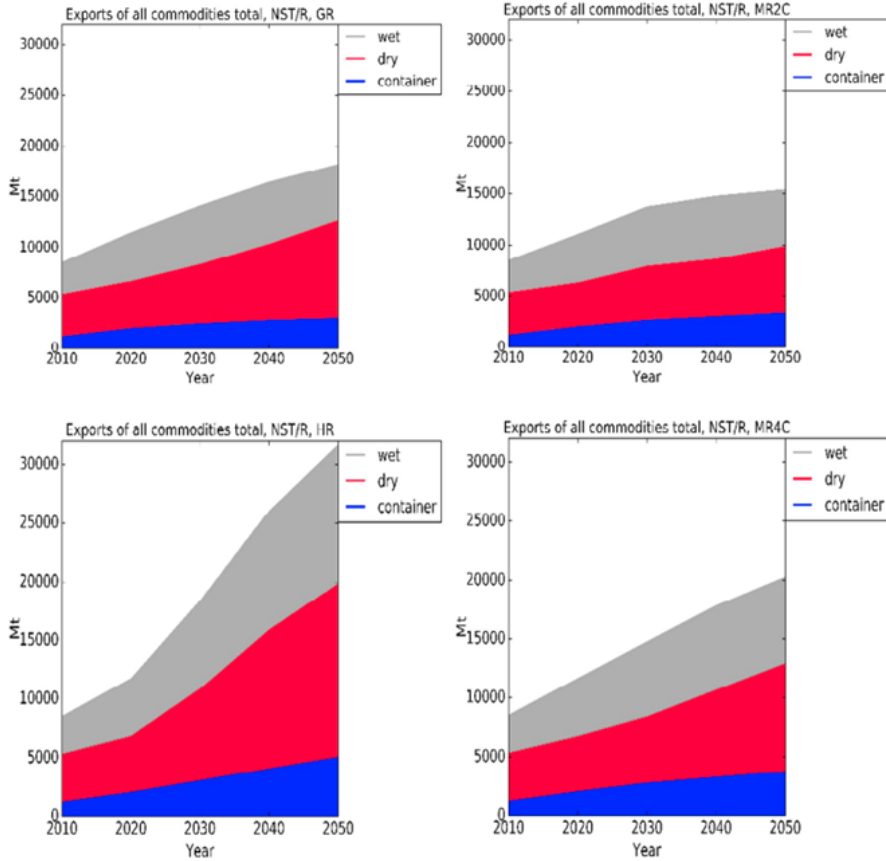 Exports of all commodities total, NST/R, GR
wet
dry
container
30000
25000
20000
15000
10000
5000
0
Mt
2010 2020 2030 2040 2050
Year
Exports of all commodities total, NST/R, MR2C
wet
dry
container
30000
25000
20000
15000
10000
5000
0
Mt
2010 2020 2030 2040 2050
Year
Exports of all commodities total, NST/R, HR
wet
dry
container
30000
25000
20000
15000
10000
5000
0
Mt
2010 2020 2030 2040 2050
Year
Exports of all commodities total, NST/R, MR4C
wet
dry
container
30000
25000
20000
15000
10000
5000
0
Mt
2010 2020 2030 2040 2050
Year